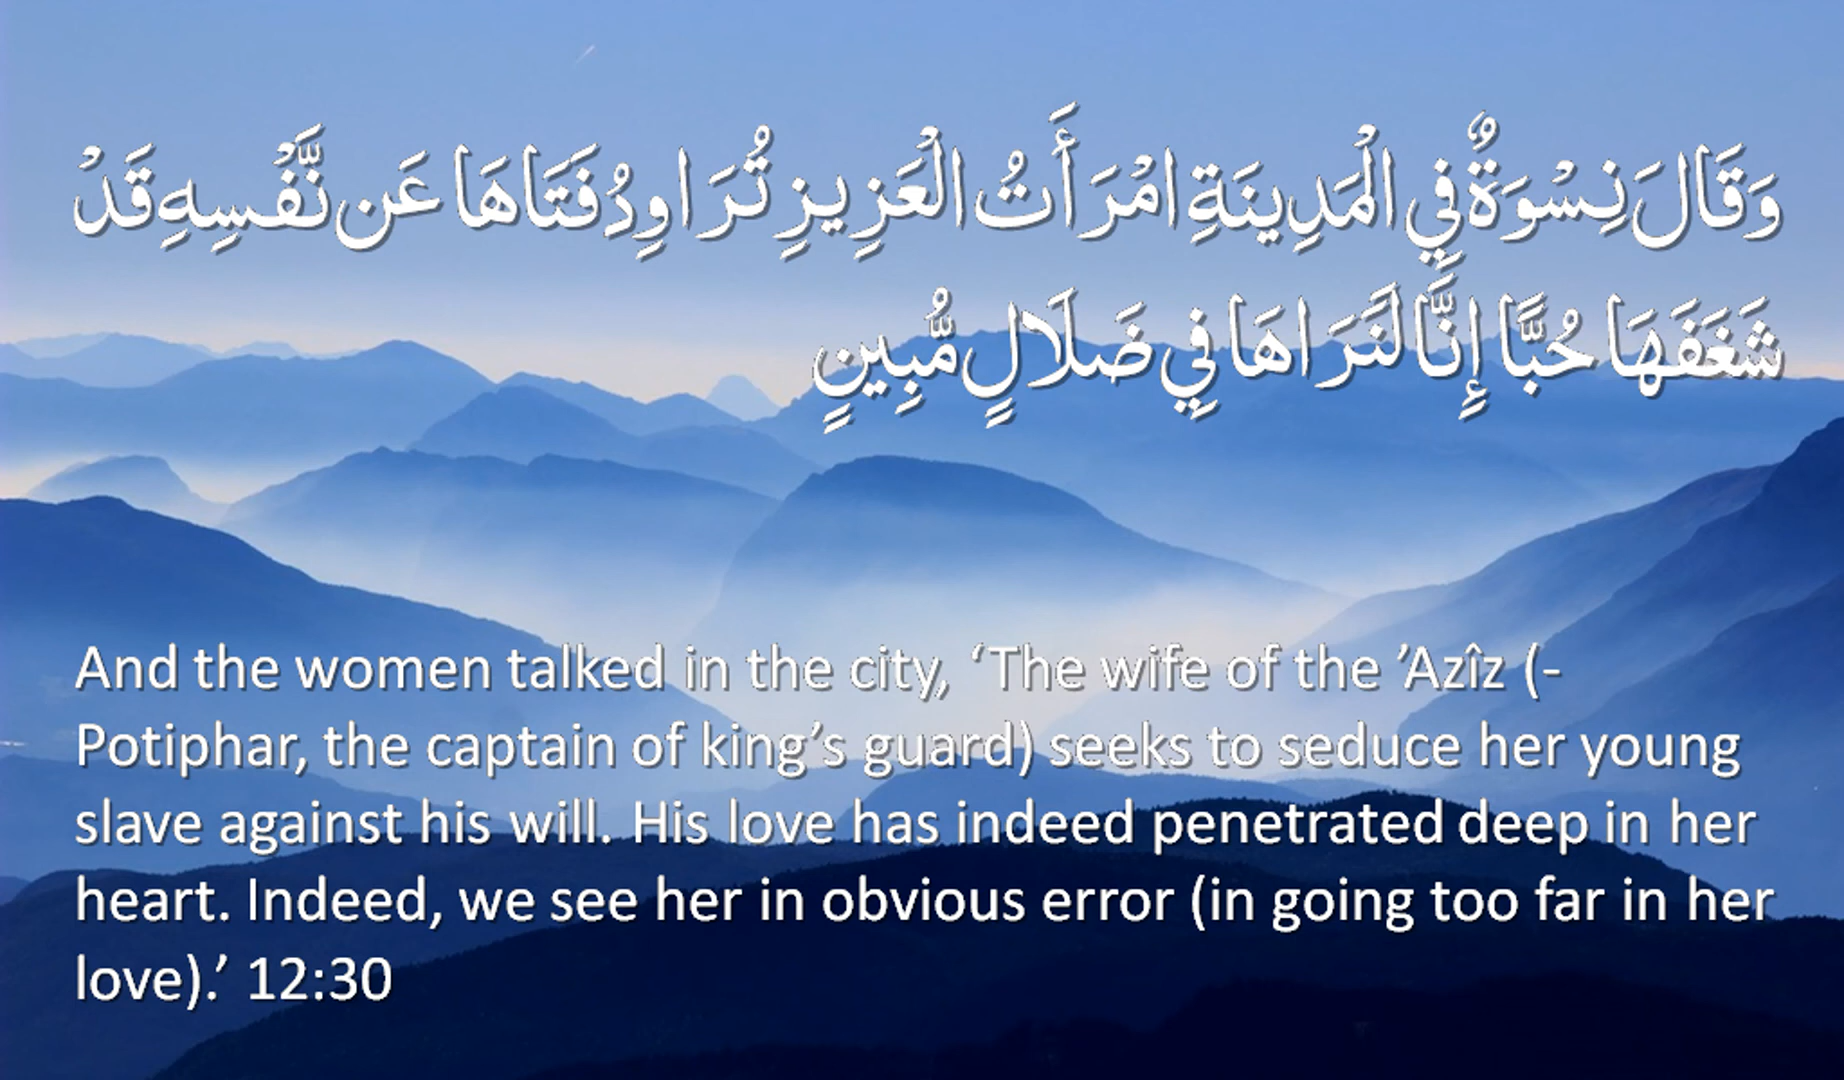 وَقَالَ نِسْوَةٌ فِي الْمَدِينَةِ امْرَأَتُ الْعَزِيزِ تُرَاوِدُ فَتَاهَا عَن نَّفْسِهِ قَدْ
شَغَفَهَا حُبًّا إِنَّا لَنَرَاهَا فِي ضَلَالٍ مُّبِينٍ
And the women talked in the city, ‘The wife of the ’Azîz (-
Potiphar, the captain of king’s guard) seeks to seduce her young
slave against his will. His love has indeed penetrated deep in her
heart. Indeed, we see her in obvious error (in going too far in her
love).’ 12:30